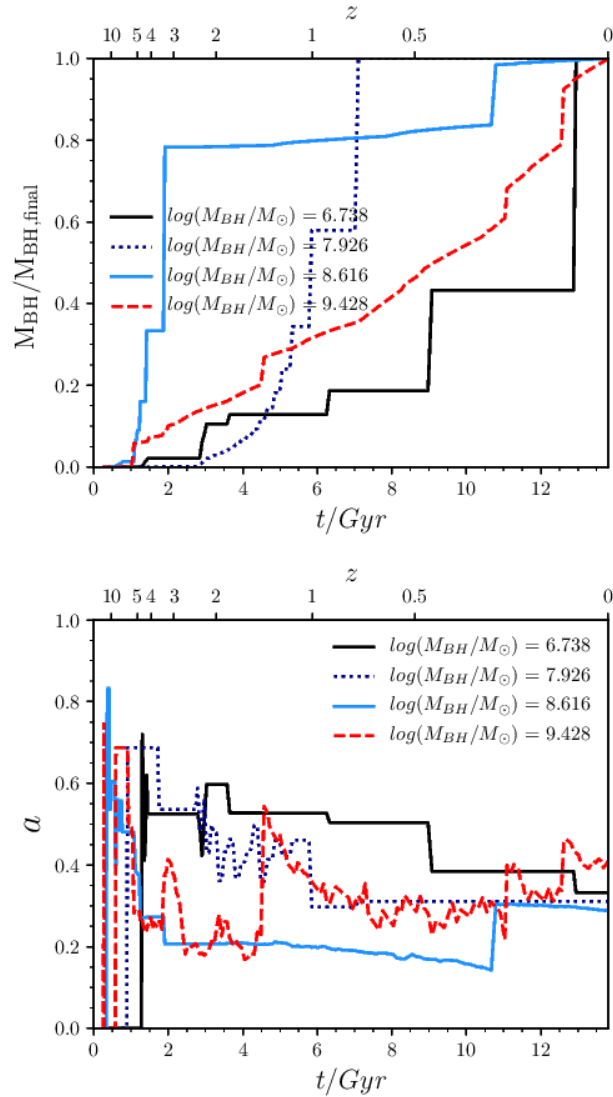 z
10 5 4 3 2 1 0.5 0
1.0
0.8
0.6
0.4
0.2
0.0
M_BH/M_BH,final
log(M_BH/M_⊙) = 6.738
log(M_BH/M_⊙) = 7.926
log(M_BH/M_⊙) = 8.616
log(M_BH/M_⊙) = 9.428
0 2 4 6 8 10 12
t/Gyr
z
10 5 4 3 2 1 0.5 0
1.0
0.8
0.6
0.4
0.2
0.0
a
log(M_BH/M_⊙) = 6.738
log(M_BH/M_⊙) = 7.926
log(M_BH/M_⊙) = 8.616
log(M_BH/M_⊙) = 9.428
0 2 4 6 8 10 12
t/Gyr